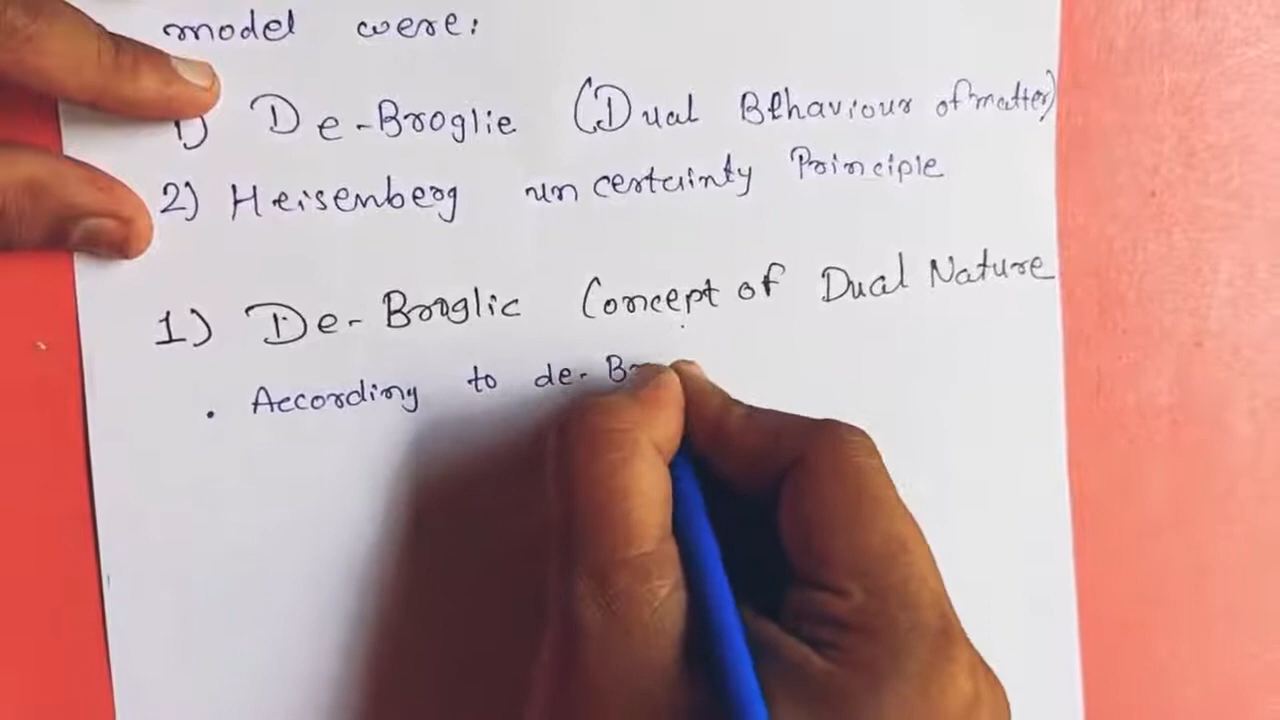 model were:
1) De-Broglie (Dual Behaviour of matter)
2) Heisenberg uncertainty Principle
1) De-Broglie Concept of Dual Nature
. According to de-Br